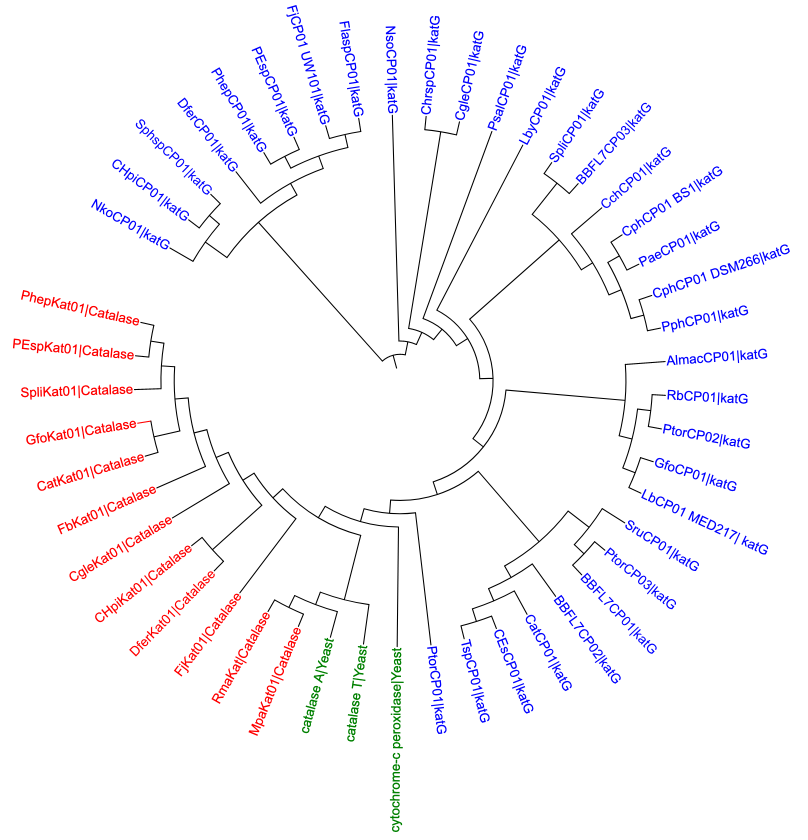 NsoCP01|katG
ChrspCP01|katG
CgleCP01|katG
PsalCP01|katG
LbyCP01|katG
SpliCP01|katG
BBFL7CP03|katG
CchCP01|katG
CphCP01 BS1|katG
PaeCP01|katG
CphCP01 DSM266|katG
PphCP01|katG
AlmacCP01|katG
RbCP01|katG
PtorCP02|katG
GfoCP01|katG
LbCP01 MED217| katG
SruCP01|katG
PtorCP03|katG
BBFL7CP01|katG
BBFL7CP02|katG
CatCP01|katG
CEsCP01|katG
TspCP01|katG
PtorCP01|katG
cytochrome-c peroxidase|Yeast
catalase T|Yeast
catalase A|Yeast
MpaKat01|Catalase
RmaKat|Catalase
FjKat01|Catalase
DferKat01|Catalase
CHpiKat01|Catalase
CgleKat01|Catalase
FbKat01|Catalase
CatKat01|Catalase
GfoKat01|Catalase
SpliKat01|Catalase
PEspKat01|Catalase
PhepKat01|Catalase
NkoCP01|katG
CHpiCP01|katG
SphspCP01|katG
DferCP01|katG
PhepCP01|katG
PEspCP01|katG
FjCP01 UW101|katG
FlaspCP01|katG